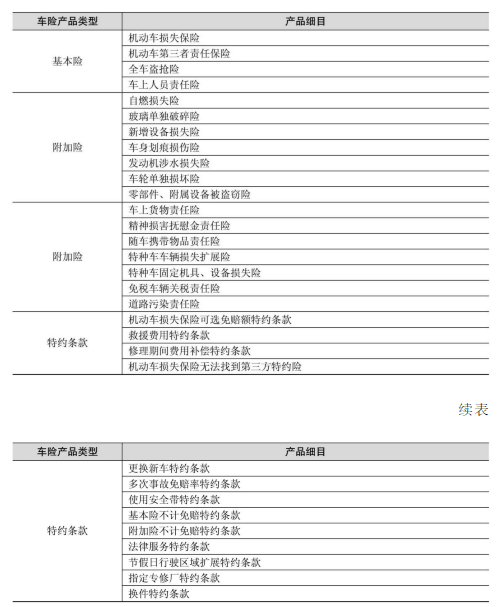 车险产品类型 产品细目
基本险
机动车损失保险
机动车第三者责任保险
全车盗抢险
车上人员责任险
附加险
自燃损失险
玻璃单独破碎险
新增设备损失险
车身划痕损伤险
发动机涉水损失险
车轮单独损坏险
零部件、附属设备被盗窃险
附加险
车上货物责任险
精神损害抚慰金责任险
随车携带物品责任险
特种车车辆损失扩展险
特种车固定机具、设备损失险
免税车辆关税责任险
道路污染责任险
特约条款
机动车损失保险可选免赔额特约条款
救援费用特约条款
修理期间费用补偿特约条款
机动车损失保险无法找到第三方特约险
续表
车险产品类型 产品细目
特约条款
更换新车特约条款
多次事故免赔率特约条款
使用安全带特约条款
基本险不计免赔特约条款
附加险不计免赔特约条款
法律服务特约条款
节假日行驶区域扩展特约条款
指定专修厂特约条款
换件特约条款